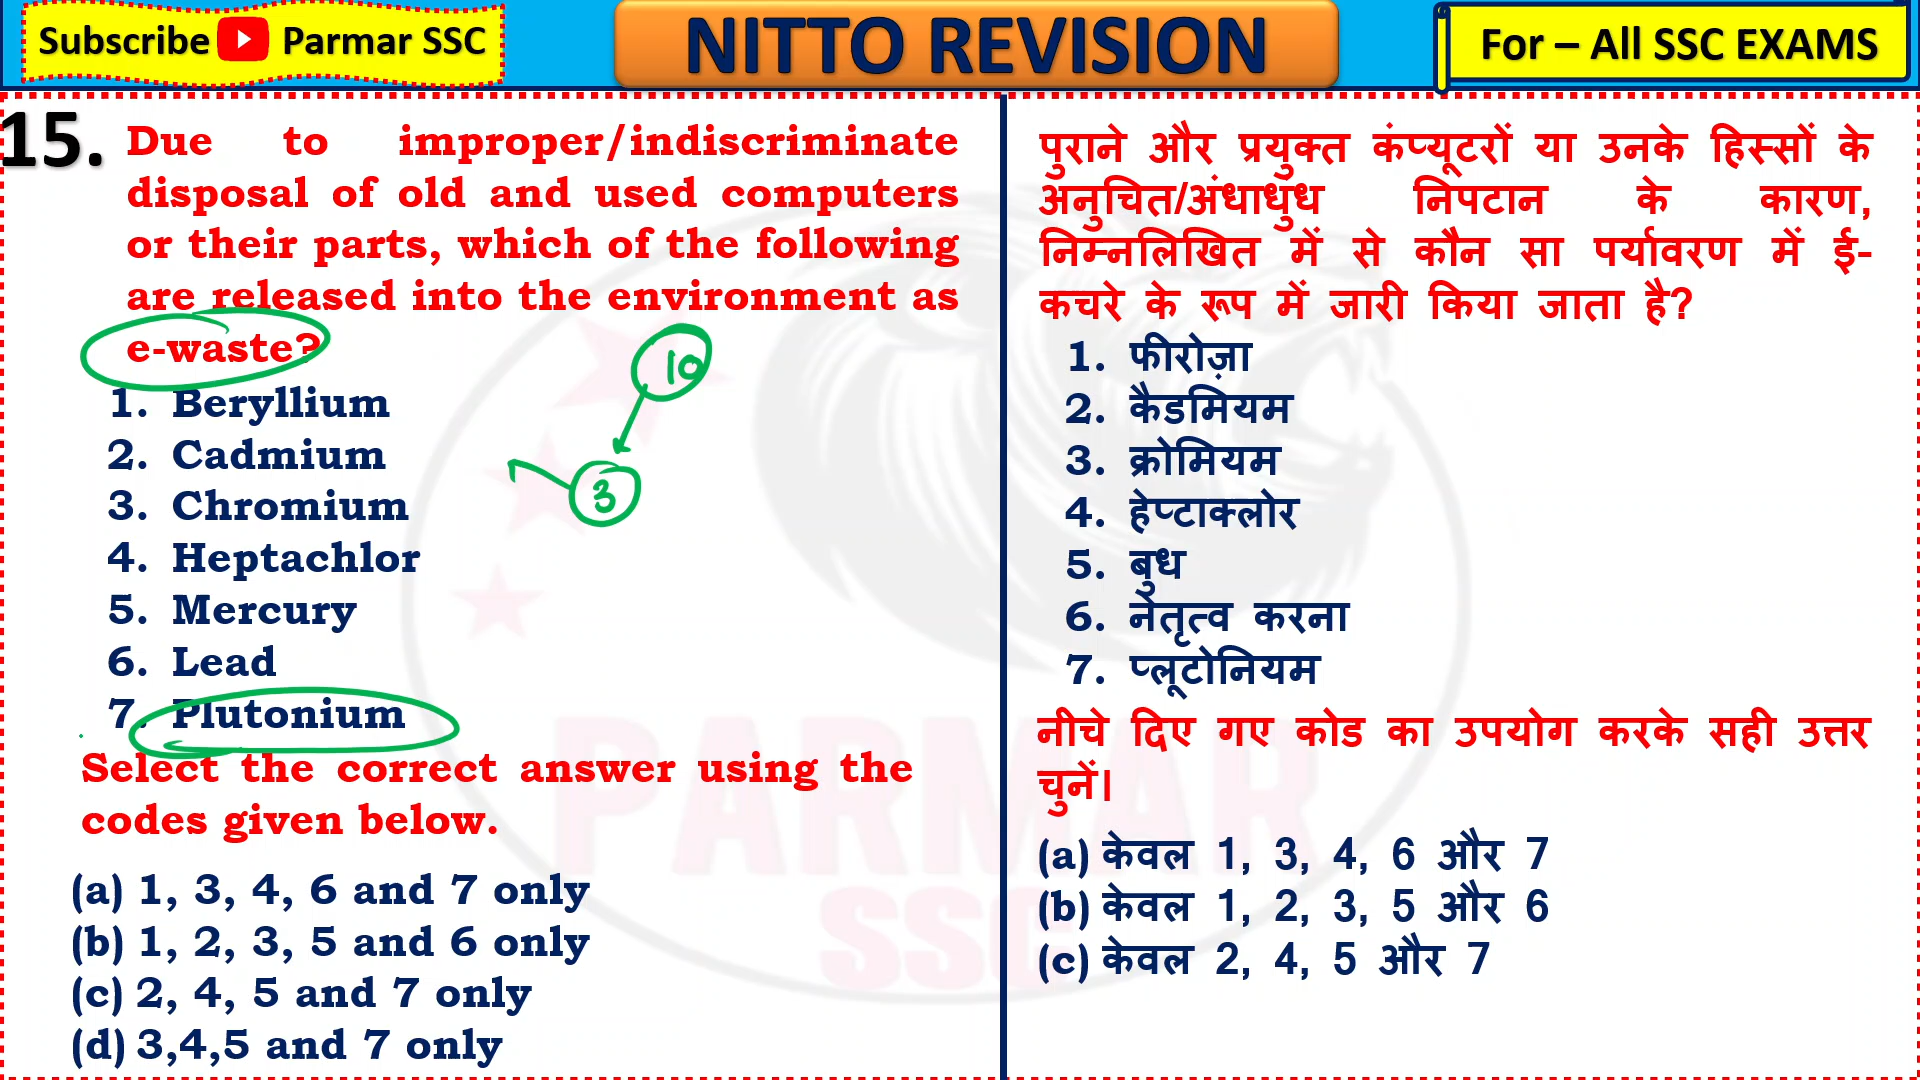 Subscribe Parmar SSC
NITTO REVISION
For – All SSC EXAMS
15.
Due to improper/indiscriminate
disposal of old and used computers
or their parts, which of the following
are released into the environment as
e-waste?
1. Beryllium
2. Cadmium
3. Chromium
4. Heptachlor
5. Mercury
6. Lead
7. Plutonium
Select the correct answer using the
codes given below.
(a) 1, 3, 4, 6 and 7 only
(b) 1, 2, 3, 5 and 6 only
(c) 2, 4, 5 and 7 only
(d) 3,4,5 and 7 only
10
3
पुराने और प्रयुक्त कंप्यूटरों या उनके हिस्सों के
अनुचित/अंधाधुध निपटान के कारण,
निम्नलिखित में से कौन सा पर्यावरण में ई-
कचरे के रूप में जारी किया जाता है?
1. फीरोज़ा
2. कैडमियम
3. क्रोमियम
4. हेप्टाक्लोर
5. बुध
6. नेतृत्व करना
7. प्लूटोनियम
नीचे दिए गए कोड का उपयोग करके सही उत्तर
चुनें।
(a) केवल 1, 3, 4, 6 और 7
(b) केवल 1, 2, 3, 5 और 6
(c) केवल 2, 4, 5 और 7
PARMAR
SSC